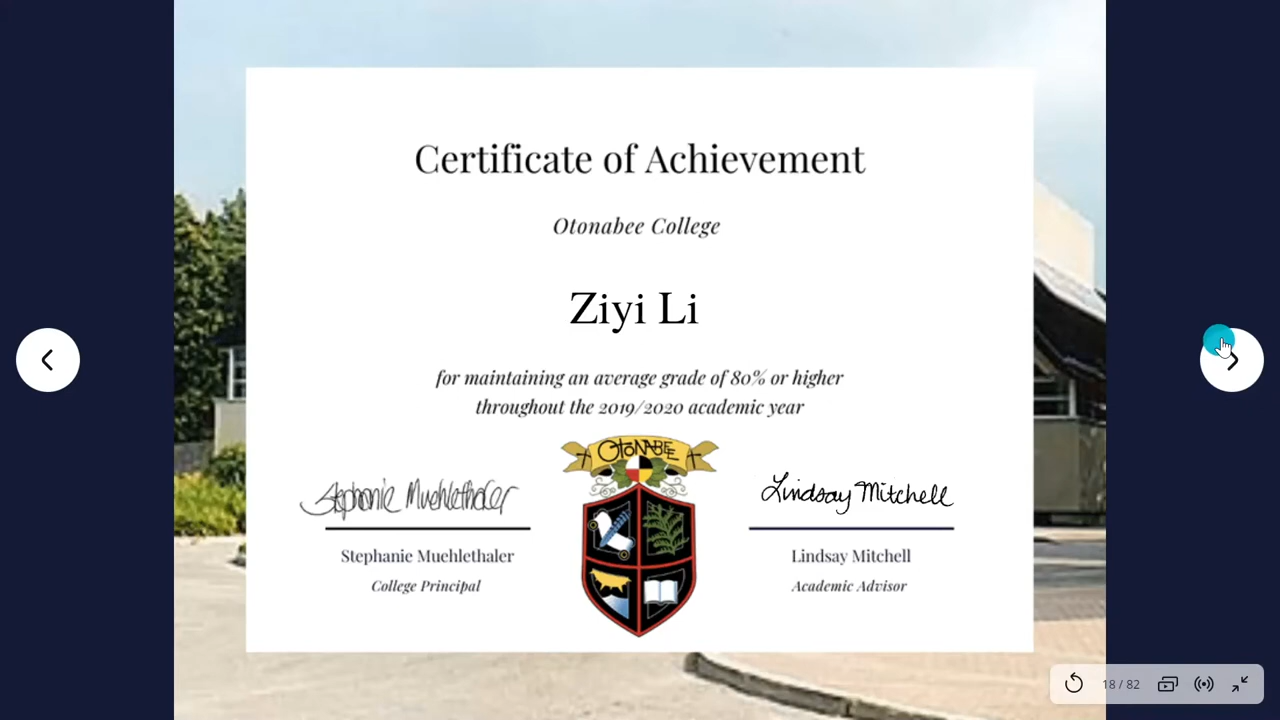 Certificate of Achievement
Otonabee College
Ziyi Li
for maintaining an average grade of 80% or higher
throughout the 2019/2020 academic year
OTONABEE
Stephanie Muehlethaler
Lindsay Mitchell
Stephanie Muehlethaler
Lindsay Mitchell
College Principal
Academic Advisor
18 / 82